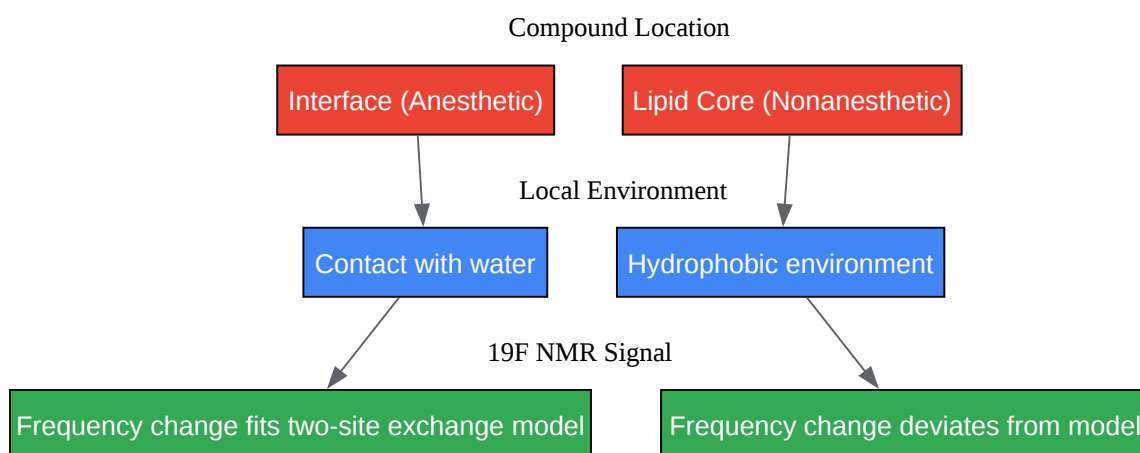 Compound Location
Interface (Anesthetic)
Lipid Core (Nonanesthetic)
Local Environment
Contact with water
Hydrophobic environment
19F NMR Signal
Frequency change fits two-site exchange model
Frequency change deviates from model